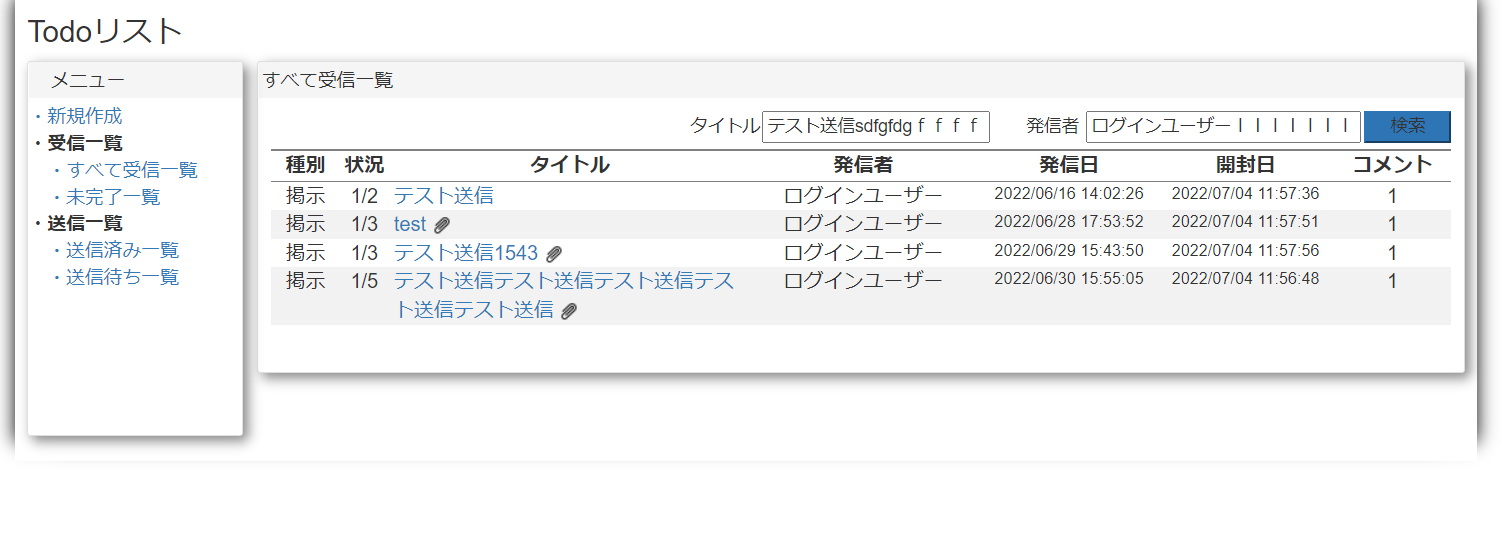 Todoリスト
メニュー
・新規作成
・受信一覧
・すべて受信一覧
・未完了一覧
・送信一覧
・送信済み一覧
・送信待ち一覧
すべて受信一覧
タイトル テスト送信sdfgfdgｆｆｆｆ 発信者 ログインユーザーｌｌｌｌｌｌｌ 検索
種別 状況 タイトル 発信者 発信日 開封日 コメント
掲示 1/2 テスト送信 ログインユーザー 2022/06/16 14:02:26 2022/07/04 11:57:36 1
掲示 1/3 test ログインユーザー 2022/06/28 17:53:52 2022/07/04 11:57:51 1
掲示 1/3 テスト送信1543 ログインユーザー 2022/06/29 15:43:50 2022/07/04 11:57:56 1
掲示 1/5 テスト送信テスト送信テスト送信テス ログインユーザー 2022/06/30 15:55:05 2022/07/04 11:56:48 1
ト送信テスト送信